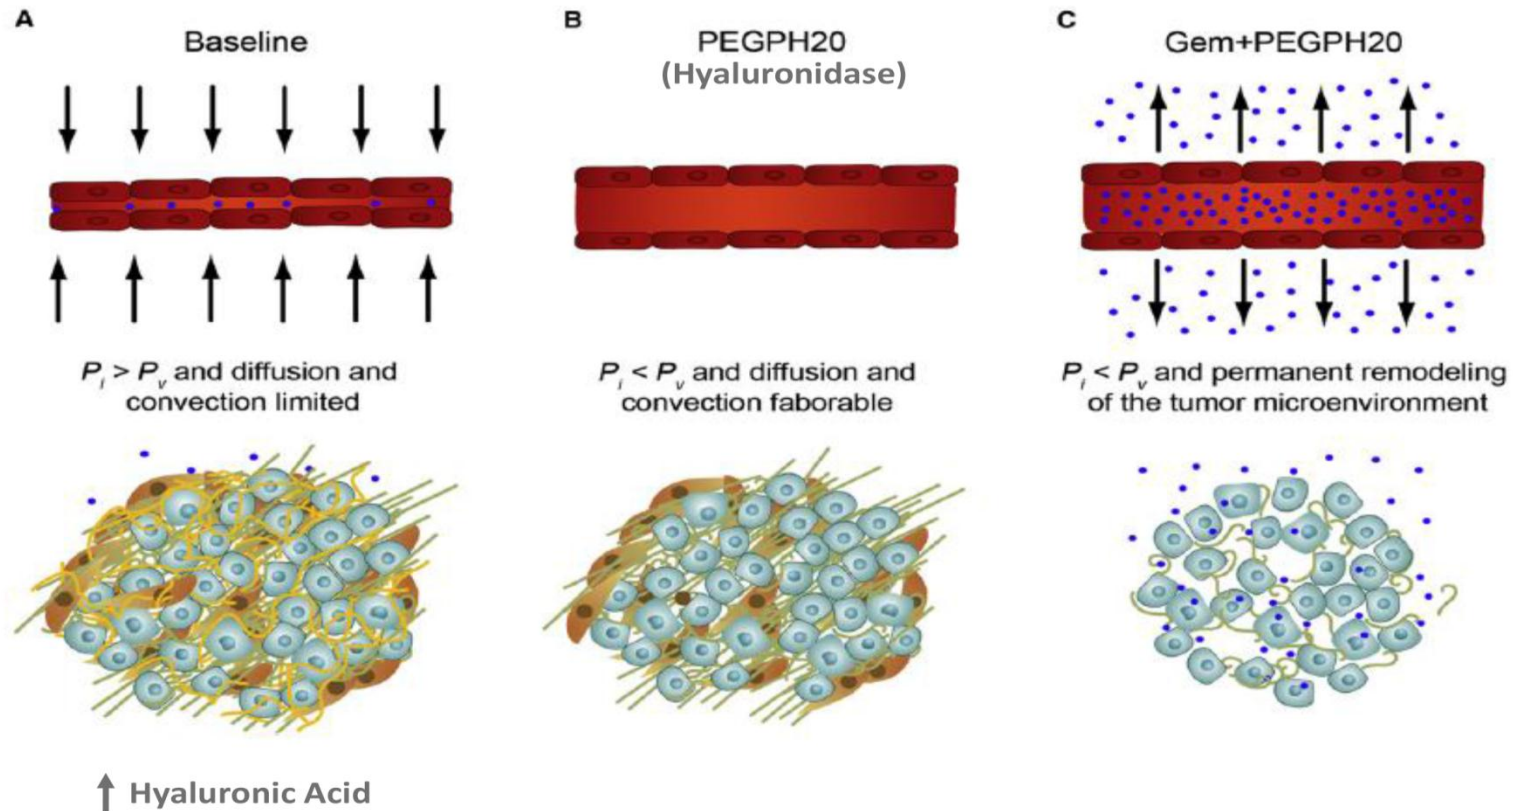 A
Baseline
B
PEGPH20
(Hyaluronidase)
C
Gem+PEGPH20
Pi > Pv and diffusion and
convection limited
Pi < Pv and diffusion and
convection faborable
Pi < Pv and permanent remodeling
of the tumor microenvironment
Hyaluronic Acid